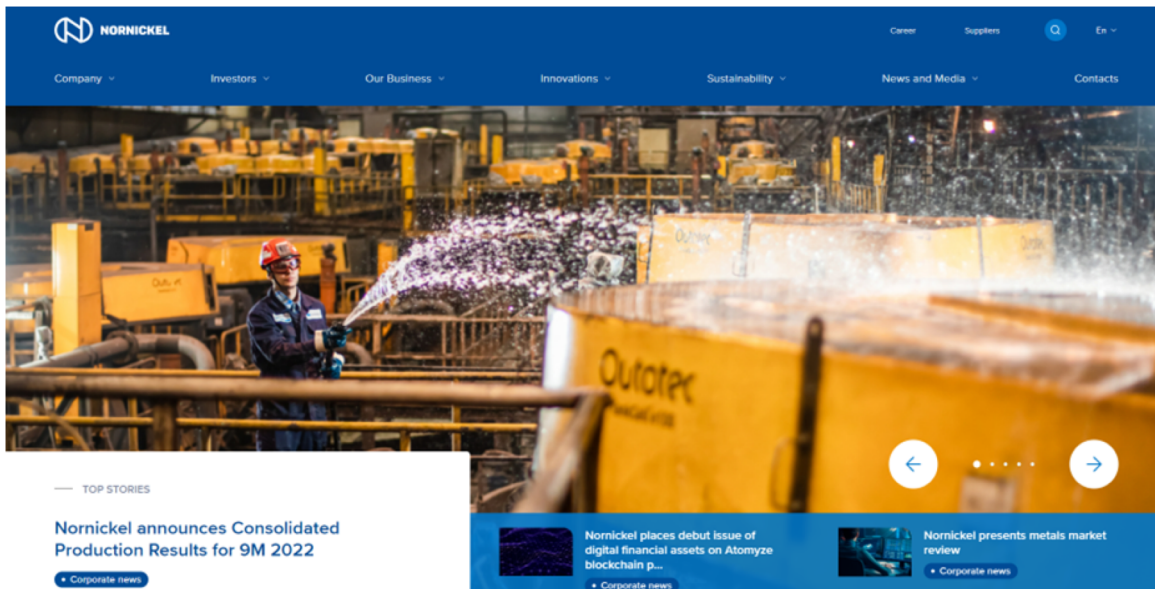 NORNICKEL
Career
Suppliers
En
Company
Investors
Our Business
Innovations
Sustainability
News and Media
Contacts
Outotec
Outotec
TOP STORIES
Nornickel announces Consolidated
Production Results for 9M 2022
• Corporate news
Nornickel places debut issue of
digital financial assets on Atomyze
blockchain p...
• Corporate news
Nornickel presents metals market
review
• Corporate news